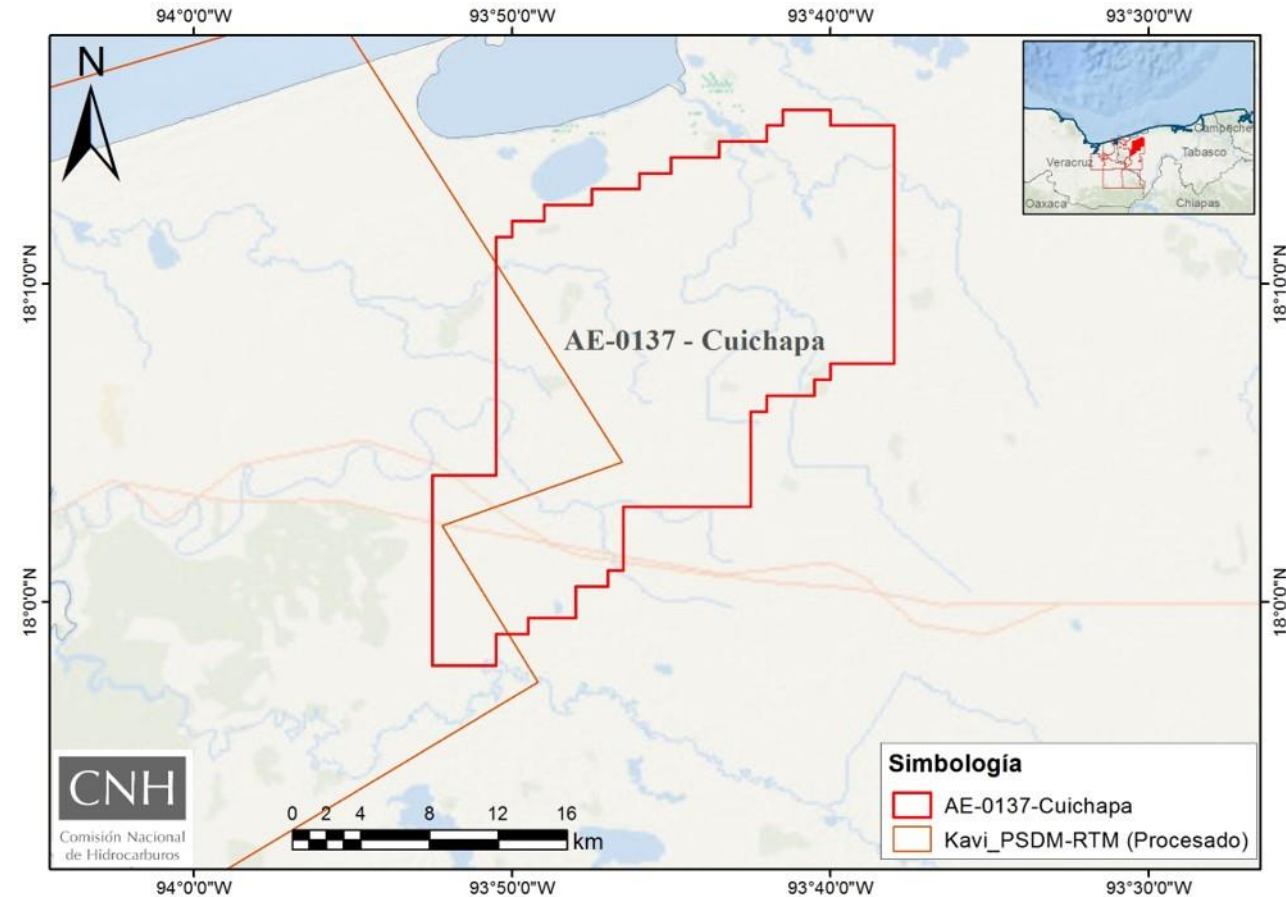 94°0'0"W 93°50'0"W 93°40'0"W 93°30'0"W
N
Campeche
Veracruz
Tabasco
Oaxaca
Chiapas
18°10'0"N 18°10'0"N
AE-0137 - Cuichapa
18°0'0"N 18°0'0"N
CNH
Comisión Nacional
de Hidrocarburos
0 2 4 8 12 16
km
Simbología
AE-0137-Cuichapa
Kavi_PSDM-RTM (Procesado)
94°0'0"W 93°50'0"W 93°40'0"W 93°30'0"W